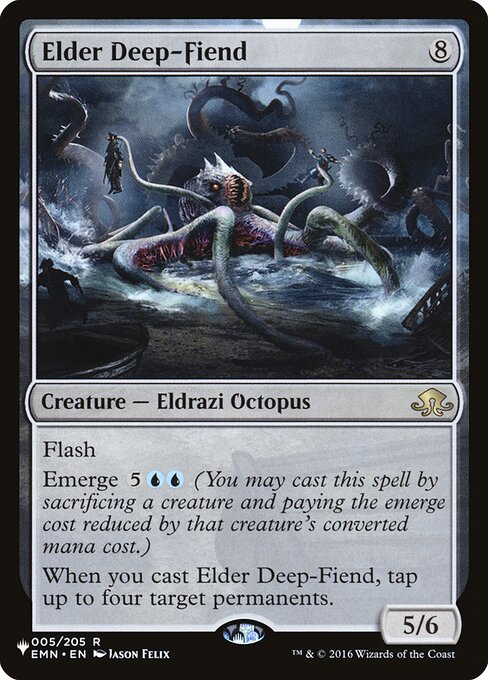 Elder Deep-Fiend 8
Creature — Eldrazi Octopus
Flash
Emerge 5 (You may cast this spell by
sacrificing a creature and paying the emerge
cost reduced by that creature's converted
mana cost.)
When you cast Elder Deep-Fiend, tap
up to four target permanents.
5/6
005/205 R
EMN • EN Jason Felix
™ & © 2016 Wizards of the Coast